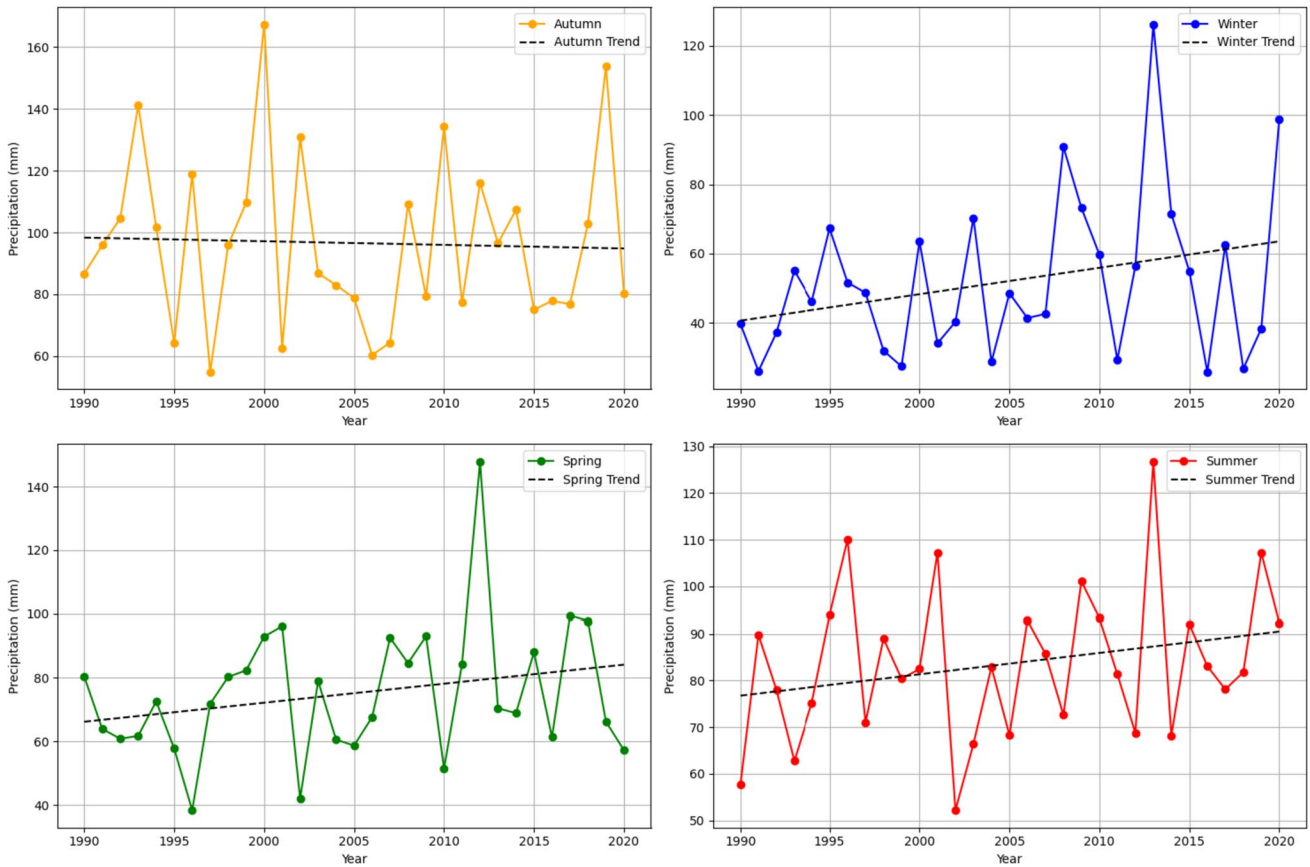 Autumn
Autumn Trend
Precipitation (mm)
160
140
120
100
80
60
1990 1995 2000 2005 2010 2015 2020
Year
Winter
Winter Trend
Precipitation (mm)
120
100
80
60
40
1990 1995 2000 2005 2010 2015 2020
Year
Spring
Spring Trend
Precipitation (mm)
140
120
100
80
60
40
1990 1995 2000 2005 2010 2015 2020
Year
Summer
Summer Trend
Precipitation (mm)
130
120
110
100
90
80
70
60
50
1990 1995 2000 2005 2010 2015 2020
Year